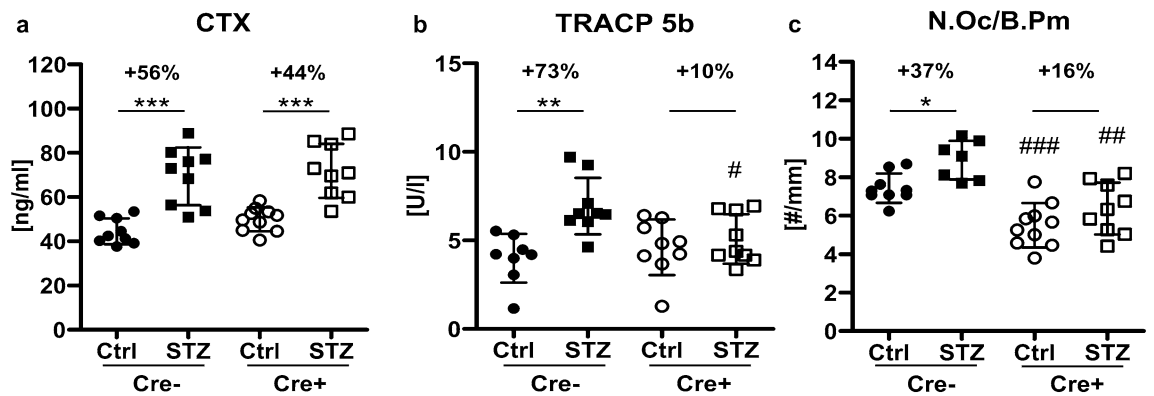 a CTX
+56% +44%
*** ***
120
100
80
60
40
20
0
[ng/ml]
Ctrl STZ Ctrl STZ
Cre- Cre+
b TRACP 5b
+73% +10%
**
#
15
10
5
0
[U/l]
Ctrl STZ Ctrl STZ
Cre- Cre+
c N.Oc/B.Pm
+37% +16%
*
### ##
14
12
10
8
6
4
2
0
[#/mm]
Ctrl STZ Ctrl STZ
Cre- Cre+